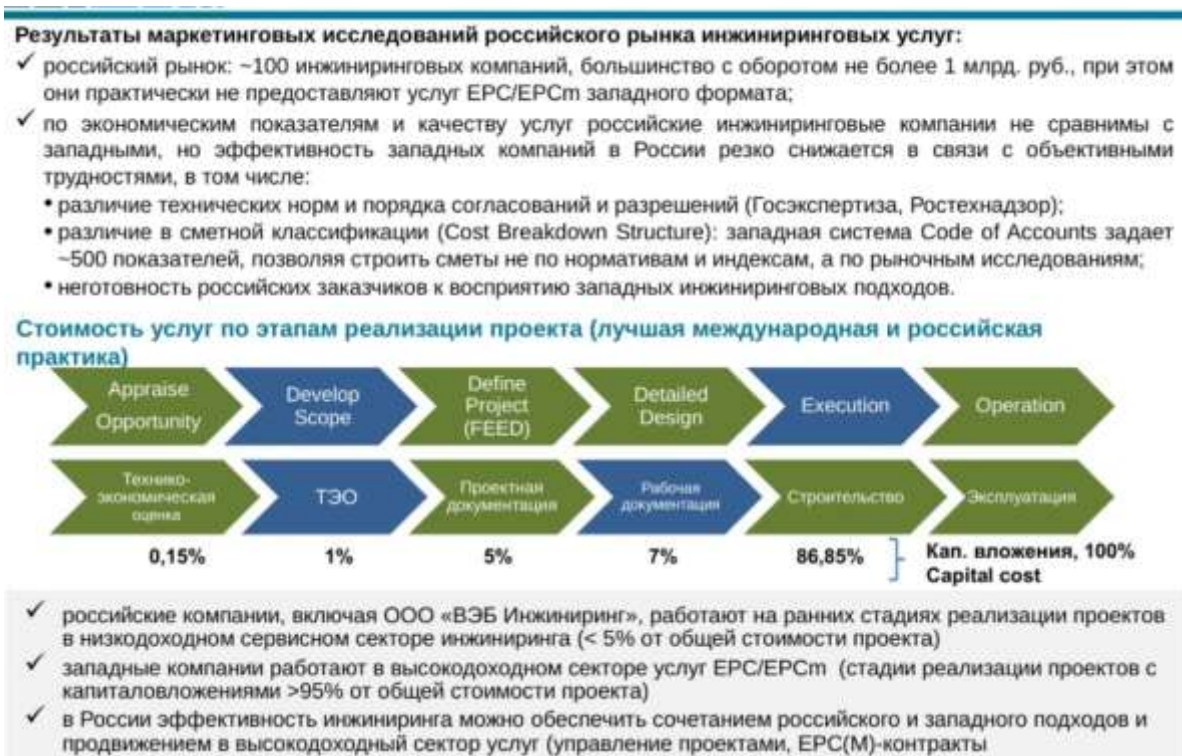 Результаты маркетинговых исследований российского рынка инжиниринговых услуг:
✓ российский рынок: ~100 инжиниринговых компаний, большинство с оборотом не более 1 млрд. руб., при этом
они практически не предоставляют услуг EPC/EPCm западного формата;
✓ по экономическим показателям и качеству услуг российские инжиниринговые компании не сравнимы с
западными, но эффективность западных компаний в России резко снижается в связи с объективными
трудностями, в том числе:
• различие технических норм и порядка согласований и разрешений (Госэкспертиза, Ростехнадзор);
• различие в сметной классификации (Cost Breakdown Structure): западная система Code of Accounts задает
~500 показателей, позволяя строить сметы не по нормативам и индексам, а по рыночным исследованиям;
• неготовность российских заказчиков к восприятию западных инжиниринговых подходов.
Стоимость услуг по этапам реализации проекта (лучшая международная и российская
практика)
Appraise
Opportunity
Develop
Scope
Define
Project
(FEED)
Detailed
Design
Execution
Operation
Технико-
экономическая
оценка
ТЭО
Проектная
документация
Рабочая
документация
Строительство
Эксплуатация
0,15% 1% 5% 7% 86,85% Кап. вложения, 100%
Capital cost
✓ российские компании, включая ООО «ВЭБ Инжиниринг», работают на ранних стадиях реализации проектов
в низкодоходном сервисном секторе инжиниринга (< 5% от общей стоимости проекта)
✓ западные компании работают в высокодоходном секторе услуг EPC/EPCm (стадии реализации проектов с
капиталовложениями >95% от общей стоимости проекта)
✓ в России эффективность инжиниринга можно обеспечить сочетанием российского и западного подходов и
продвижением в высокодоходный сектор услуг (управление проектами, EPC(M)-контракты